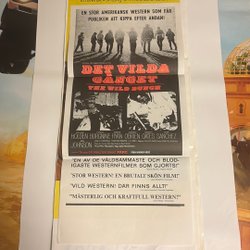 EN STOR AMERIKANSK WESTERN SOM FÅR
PUBLIKEN ATT KIPPA EFTER ANDAN!
DET VILDA
GÄNGET
THE WILD BUNCH
HOLDEN BORGNINE RYAN O'BRIEN OATES SANCHEZ
JOHNSON
EN AV DE VÅLDSAMMASTE OCH BLOD-
IGASTE WESTERNFILMER SOM GJORTS!"
"STOR WESTERN! EN BRUTALT SKÖN FILM!"
"VILD WESTERN! DÄR FINNS ALLT!"
"MÄSTERLIG OCH KRAFTFULL WESTERN!"